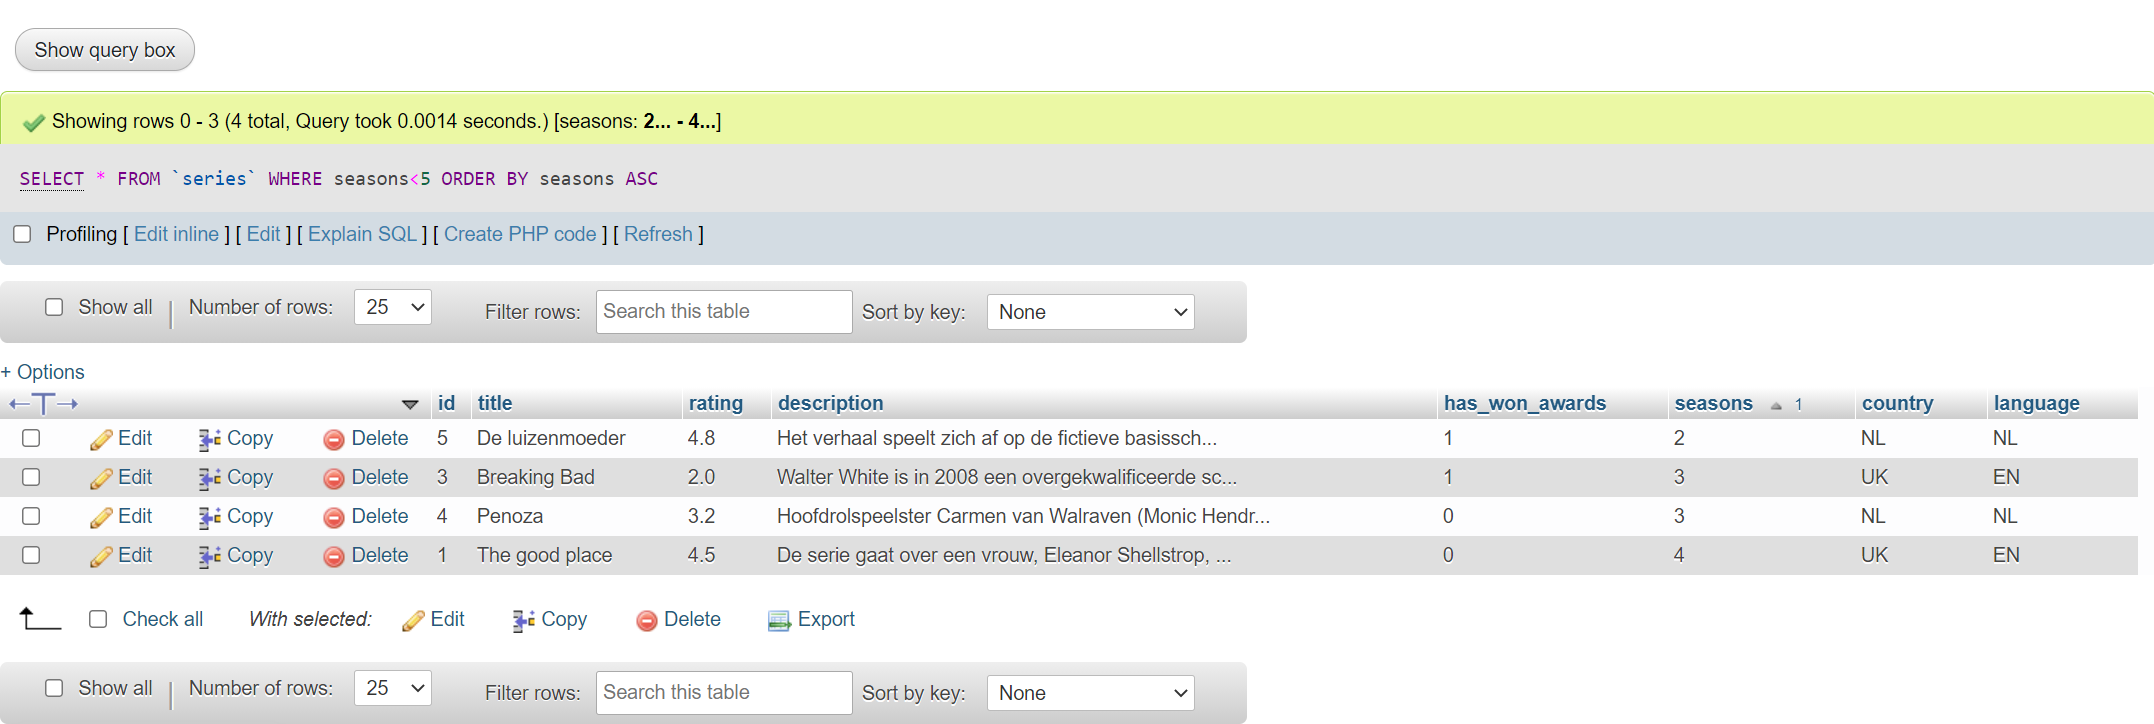 Show query box
Showing rows 0 - 3 (4 total, Query took 0.0014 seconds.) [seasons: 2... - 4...]
SELECT * FROM `series` WHERE seasons<5 ORDER BY seasons ASC
Profiling [ Edit inline ] [ Edit ] [ Explain SQL ] [ Create PHP code ] [ Refresh ]
Show all | Number of rows: 25 Filter rows: Search this table Sort by key: None
+ Options
←T→ id title rating description has_won_awards seasons 1 country language
Edit Copy Delete 5 De luizenmoeder 4.8 Het verhaal speelt zich af op de fictieve basissch... 1 2 NL NL
Edit Copy Delete 3 Breaking Bad 2.0 Walter White is in 2008 een overgekwalificeerde sc... 1 3 UK EN
Edit Copy Delete 4 Penoza 3.2 Hoofdrolspeelster Carmen van Walraven (Monic Hendr... 0 3 NL NL
Edit Copy Delete 1 The good place 4.5 De serie gaat over een vrouw, Eleanor Shellstrop, ... 0 4 UK EN
Check all With selected: Edit Copy Delete Export
Show all | Number of rows: 25 Filter rows: Search this table Sort by key: None